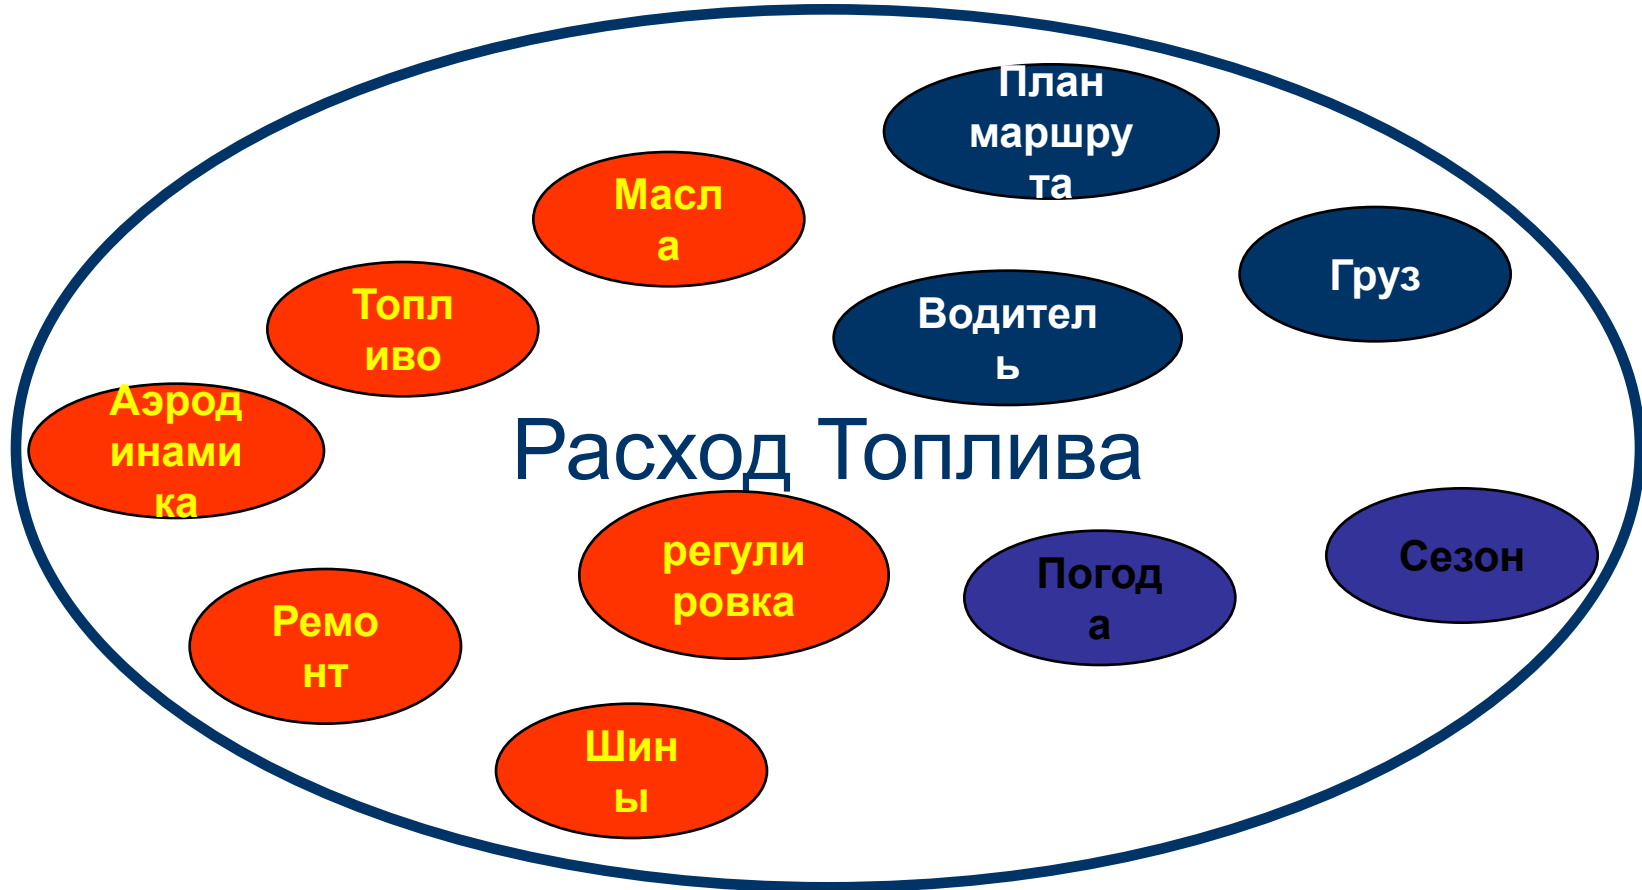 План
маршру
та
Масл
а
Груз
Топл
иво
Водител
ь
Аэрод
инами
ка
Расход Топлива
регули
ровка
Погод
а
Сезон
Ремо
нт
Шин
ы